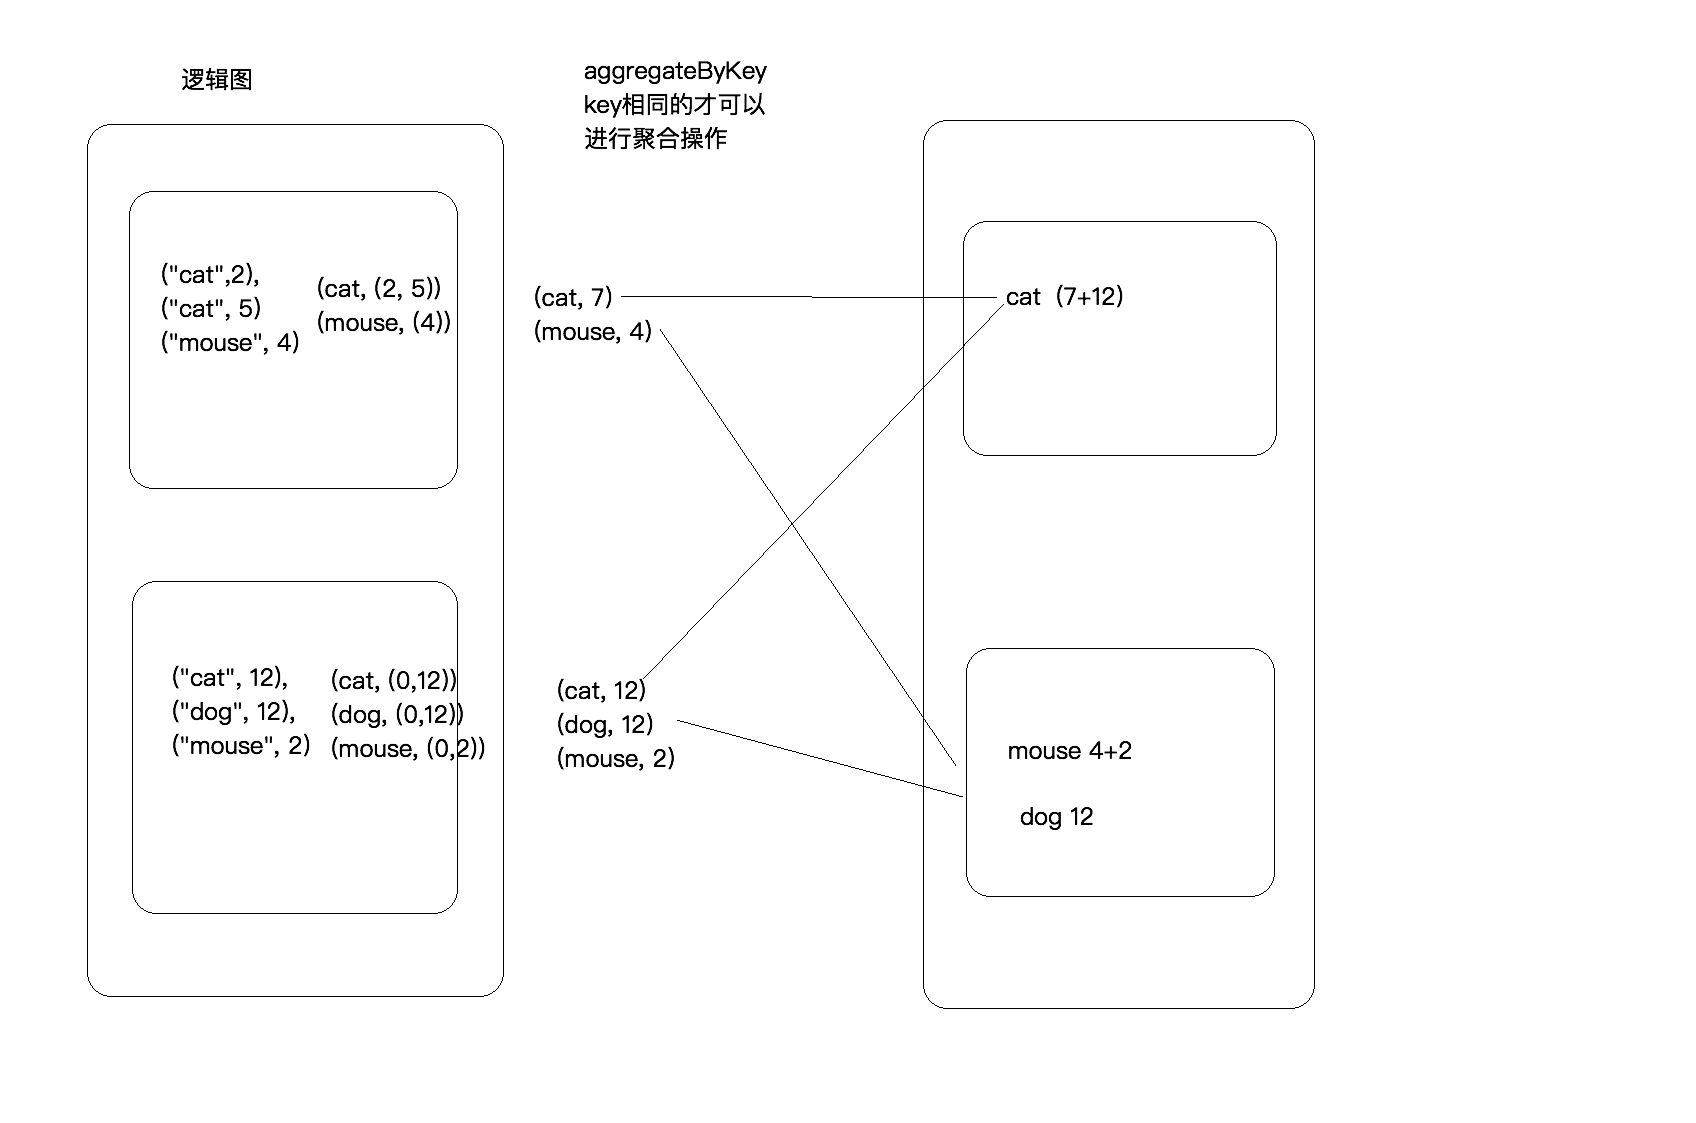 逻辑图
aggregateByKey
key相同的才可以
进行聚合操作
("cat",2),
("cat", 5)
("mouse", 4)
(cat, (2, 5))
(mouse, (4))
(cat, 7)
(mouse, 4)
cat  (7+12)
("cat", 12),
("dog", 12),
("mouse", 2)
(cat, (0,12))
(dog, (0,12))
(mouse, (0,2))
(cat, 12)
(dog, 12)
(mouse, 2)
mouse 4+2
dog 12